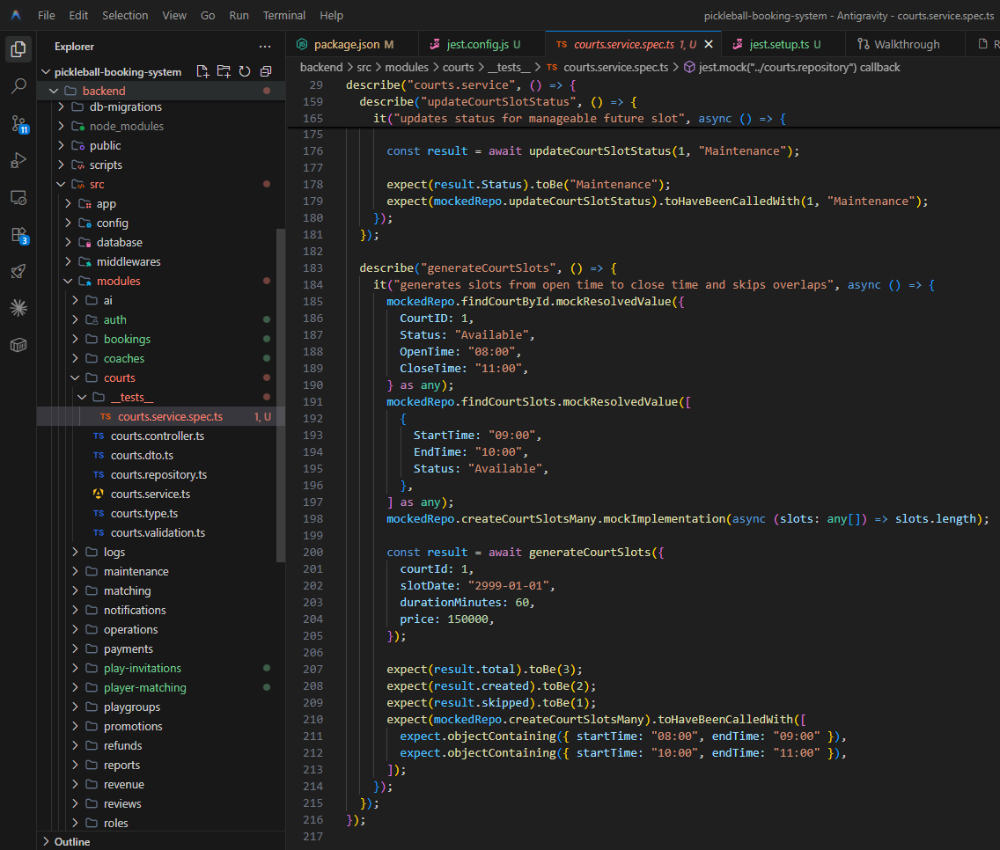 File Edit Selection View Go Run Terminal Help pickleball-booking-system - Antigravity - courts.service.spec.ts
Explorer
pickleball-booking-system
backend
db-migrations
node_modules
public
scripts
src
app
config
database
middlewares
modules
ai
auth
bookings
coaches
courts
__tests__
courts.service.spec.ts 1, U
courts.controller.ts
courts.dto.ts
courts.repository.ts
courts.service.ts
courts.type.ts
courts.validation.ts
logs
maintenance
matching
notifications
operations
payments
play-invitations
player-matching
playgroups
promotions
refunds
reports
revenue
reviews
roles
Outline
11
3
package.json M jest.config.js U TS courts.service.spec.ts 1, U jest.setup.ts U Walkthrough R
backend > src > modules > courts > __tests__ > TS courts.service.spec.ts > jest.mock("../courts.repository") callback
29 describe("courts.service", () => {
159 describe("updateCourtSlotStatus", () => {
165 it("updates status for manageable future slot", async () => {
175
176 const result = await updateCourtSlotStatus(1, "Maintenance");
177
178 expect(result.Status).toBe("Maintenance");
179 expect(mockedRepo.updateCourtSlotStatus).toHaveBeenCalledWith(1, "Maintenance");
180 });
181 });
182
183 describe("generateCourtSlots", () => {
184 it("generates slots from open time to close time and skips overlaps", async () => {
185 mockedRepo.findCourtById.mockResolvedValue({
186 CourtID: 1,
187 Status: "Available",
188 OpenTime: "08:00",
189 CloseTime: "11:00",
190 } as any);
191 mockedRepo.findCourtSlots.mockResolvedValue([
192 {
193 StartTime: "09:00",
194 EndTime: "10:00",
195 Status: "Available",
196 },
197 ] as any);
198 mockedRepo.createCourtSlotsMany.mockImplementation(async (slots: any[]) => slots.length);
199
200 const result = await generateCourtSlots({
201 courtId: 1,
202 slotDate: "2999-01-01",
203 durationMinutes: 60,
204 price: 150000,
205 });
206
207 expect(result.total).toBe(3);
208 expect(result.created).toBe(2);
209 expect(result.skipped).toBe(1);
210 expect(mockedRepo.createCourtSlotsMany).toHaveBeenCalledWith([
211 expect.objectContaining({ startTime: "08:00", endTime: "09:00" }),
212 expect.objectContaining({ startTime: "10:00", endTime: "11:00" }),
213 ]);
214 });
215 });
216 });
217